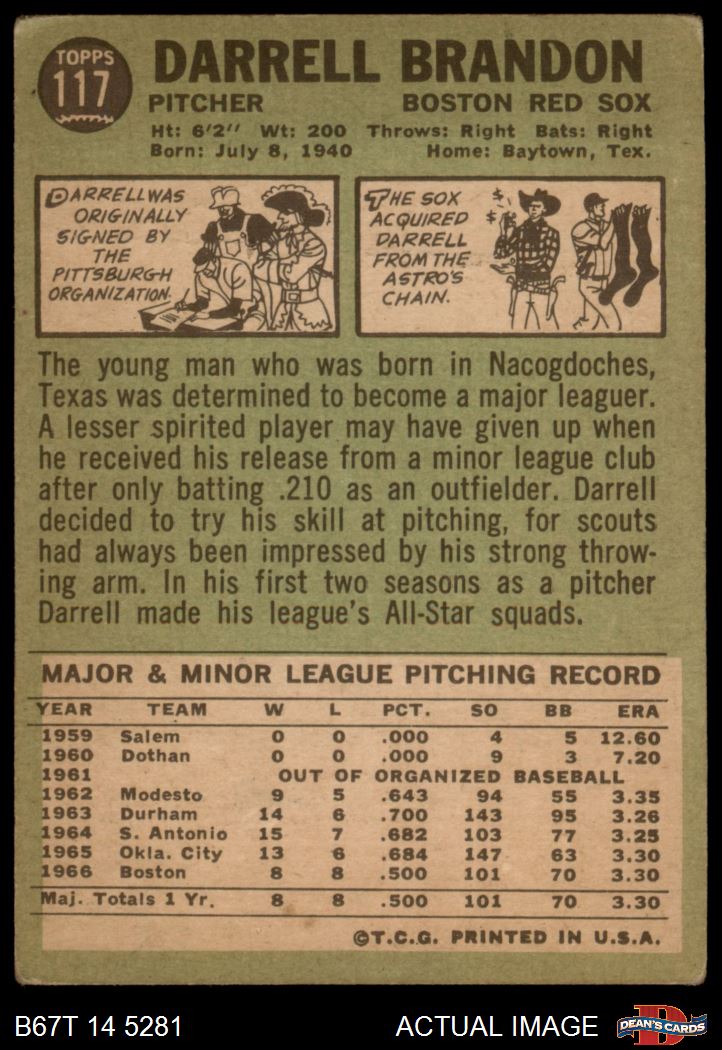 TOPPS
117
DARRELL BRANDON
PITCHER BOSTON RED SOX
Ht: 6'2'' Wt: 200 Throws: Right Bats: Right
Born: July 8, 1940 Home: Baytown, Tex.
DARRELL WAS
ORIGINALLY
SIGNED BY
THE
PITTSBURGH
ORGANIZATION.
THE SOX
ACQUIRED
DARRELL
FROM THE
ASTRO'S
CHAIN.
$
$
The young man who was born in Nacogdoches,
Texas was determined to become a major leaguer.
A lesser spirited player may have given up when
he received his release from a minor league club
after only batting .210 as an outfielder. Darrell
decided to try his skill at pitching, for scouts
had always been impressed by his strong throw-
ing arm. In his first two seasons as a pitcher
Darrell made his league's All-Star squads.
MAJOR & MINOR LEAGUE PITCHING RECORD
YEAR TEAM W L PCT. SO BB ERA
1959 Salem 0 0 .000 4 5 12.60
1960 Dothan 0 0 .000 9 3 7.20
1961 OUT OF ORGANIZED BASEBALL
1962 Modesto 9 5 .643 94 55 3.35
1963 Durham 14 6 .700 143 95 3.26
1964 S. Antonio 15 7 .682 103 77 3.25
1965 Okla. City 13 6 .684 147 63 3.30
1966 Boston 8 8 .500 101 70 3.30
Maj. Totals 1 Yr. 8 8 .500 101 70 3.30
©T.C.G. PRINTED IN U.S.A.
B67T 14 5281 ACTUAL IMAGE
D
DEAN'S CARDS